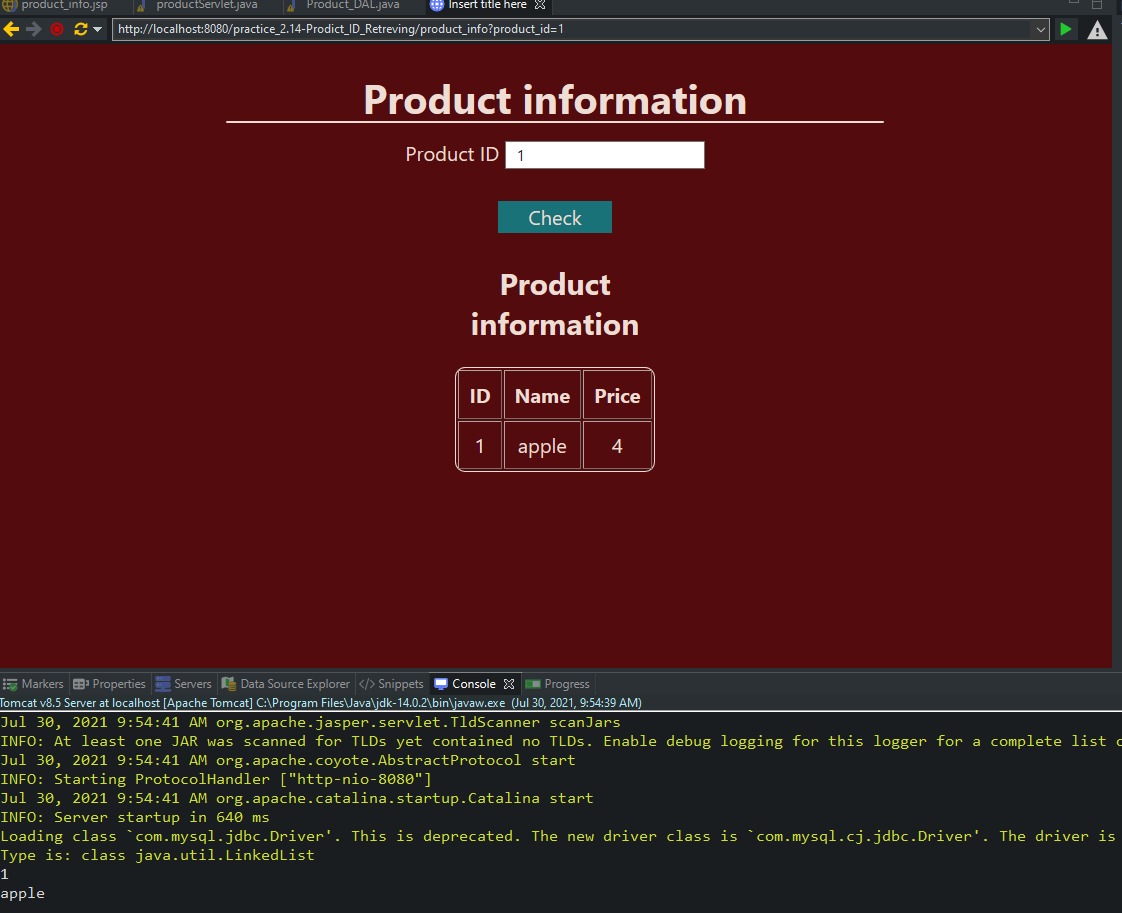 product_info.jsp productServlet.java Product_DAL.java Insert title here
http://localhost:8080/practice_2.14-Prodict_ID_Retreving/product_info?product_id=1
Product information
Product ID 1
Check
Product
information
ID Name Price
1 apple 4
Markers Properties Servers Data Source Explorer Snippets Console Progress
Tomcat v8.5 Server at localhost [Apache Tomcat] C:\Program Files\Java\jdk-14.0.2\bin\javaw.exe (Jul 30, 2021, 9:54:39 AM)
Jul 30, 2021 9:54:41 AM org.apache.jasper.servlet.TldScanner scanJars
INFO: At least one JAR was scanned for TLDs yet contained no TLDs. Enable debug logging for this logger for a complete list
Jul 30, 2021 9:54:41 AM org.apache.coyote.AbstractProtocol start
INFO: Starting ProtocolHandler ["http-nio-8080"]
Jul 30, 2021 9:54:41 AM org.apache.catalina.startup.Catalina start
INFO: Server startup in 640 ms
Loading class `com.mysql.jdbc.Driver'. This is deprecated. The new driver class is `com.mysql.cj.jdbc.Driver'. The driver is
Type is: class java.util.LinkedList
1
apple